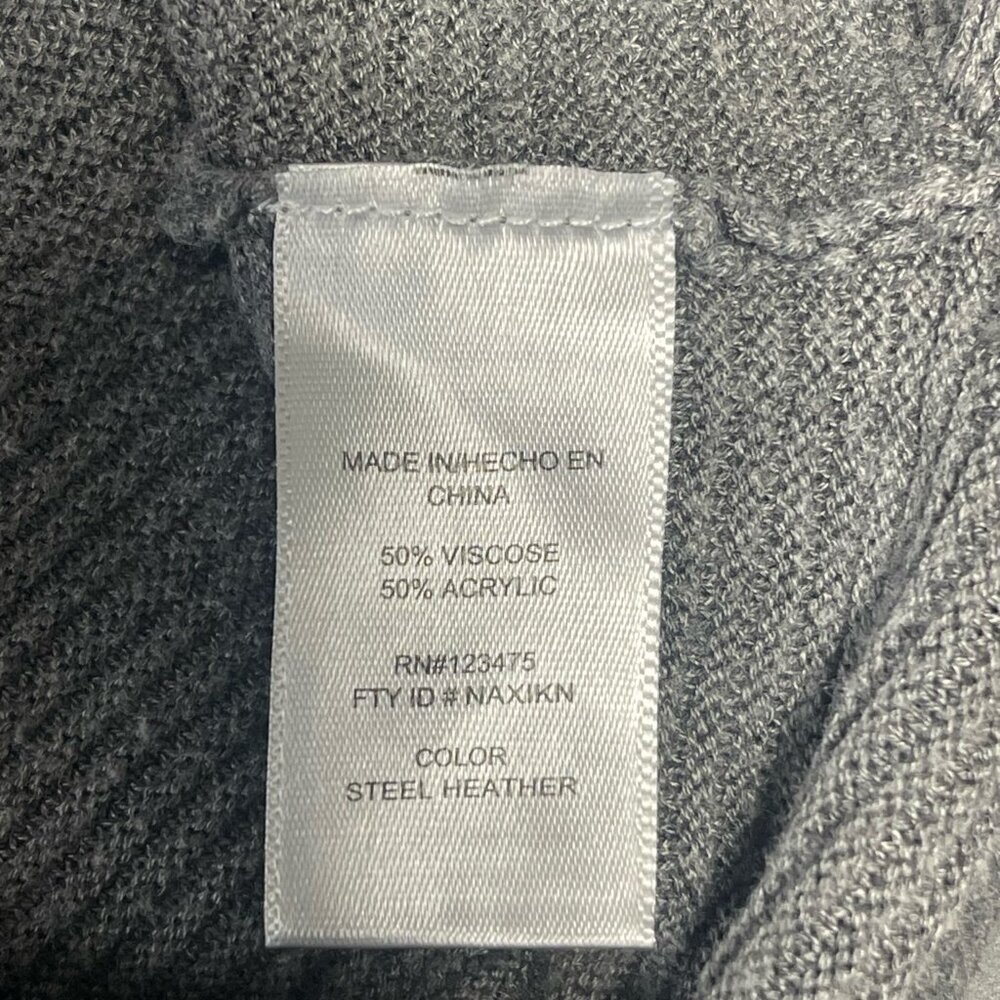 MADE IN/HECHO EN
CHINA
50% VISCOSE
50% ACRYLIC
RN#123475
FTY ID # NAXIKN
COLOR
STEEL HEATHER